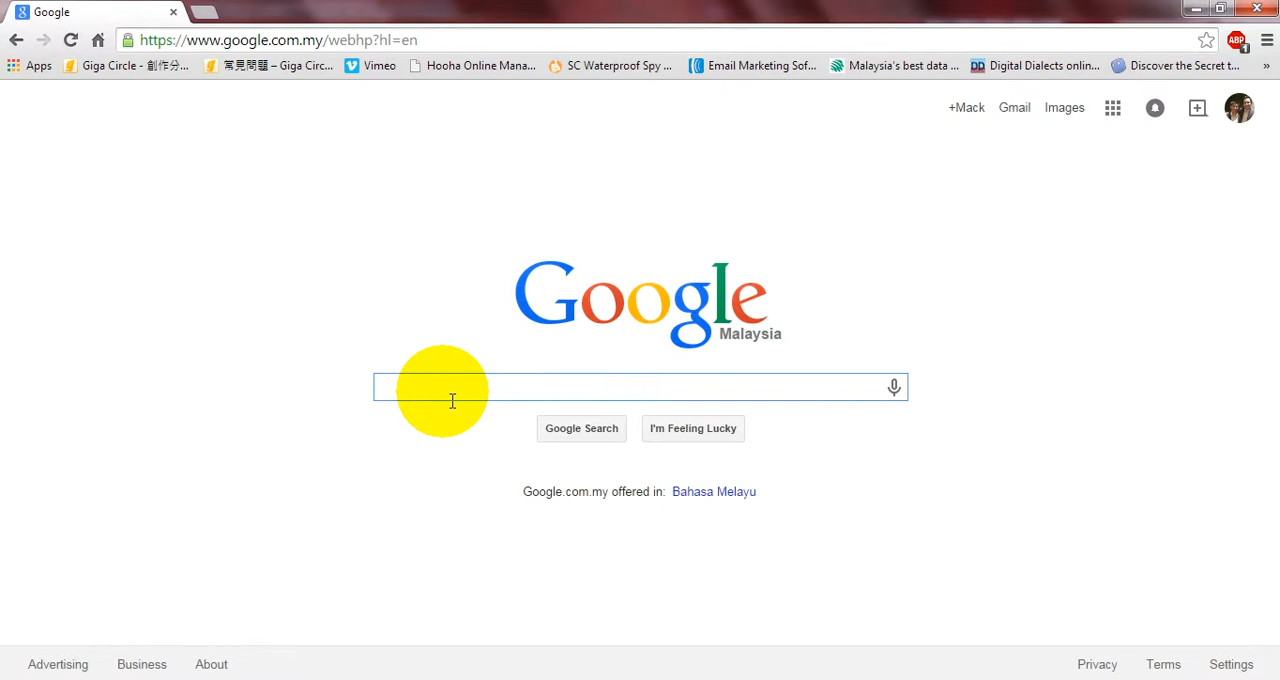 Google
https://www.google.com.my/webhp?hl=en
Apps Giga Circle - 創作分... 常見問題 – Giga Circ... Vimeo Hooha Online Mana... SC Waterproof Spy ... Email Marketing Sof... Malaysia's best data ... DD Digital Dialects onlin... Discover the Secret t... »
+Mack Gmail Images
Google
Malaysia
Google Search I'm Feeling Lucky
Google.com.my offered in: Bahasa Melayu
Advertising Business About Privacy Terms Settings